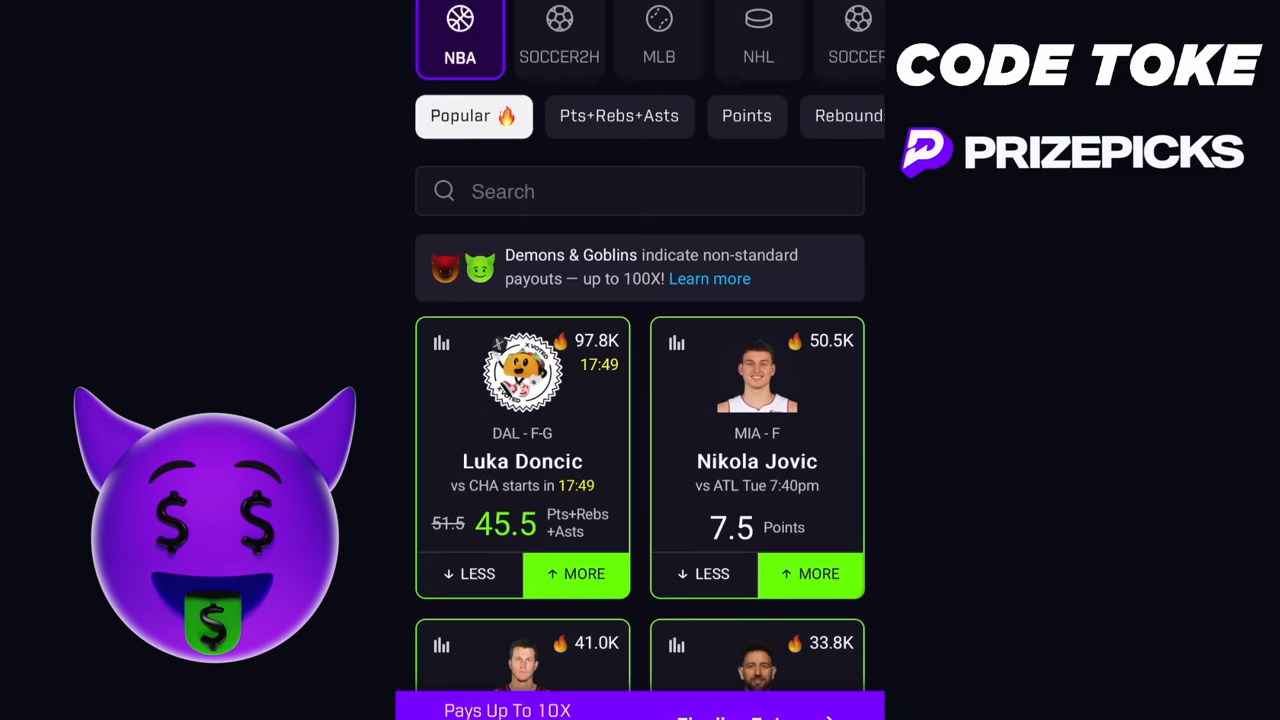 NBA
SOCCER2H
MLB
NHL
SOCCER
CODE TOKE
PRIZEPICKS
Popular
Pts+Rebs+Asts
Points
Rebound
Search
Demons & Goblins indicate non-standard
payouts — up to 100X! Learn more
97.8K
17:49
DAL - F-G
Luka Doncic
vs CHA starts in 17:49
51.5 45.5 Pts+Rebs
+Asts
LESS
MORE
50.5K
MIA - F
Nikola Jovic
vs ATL Tue 7:40pm
7.5 Points
LESS
MORE
41.0K
33.8K
Pays Up To 10X